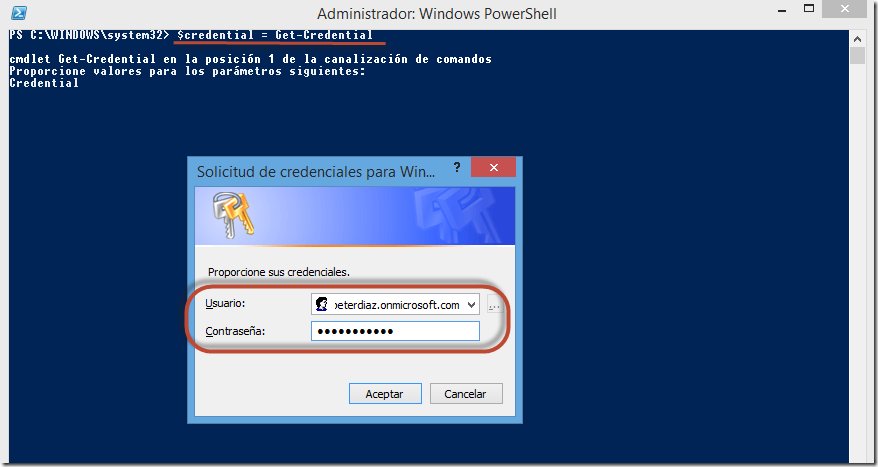 Administrador: Windows PowerShell
PS C:\WINDOWS\system32> $credential = Get-Credential
cmdlet Get-Credential en la posición 1 de la canalización de comandos
Proporcione valores para los parámetros siguientes:
Credential
Solicitud de credenciales para Win...
?
Proporcione sus credenciales.
Usuario:
peterdiaz.onmicrosoft.com
...
Contraseña:
●●●●●●●●●●●
Aceptar
Cancelar